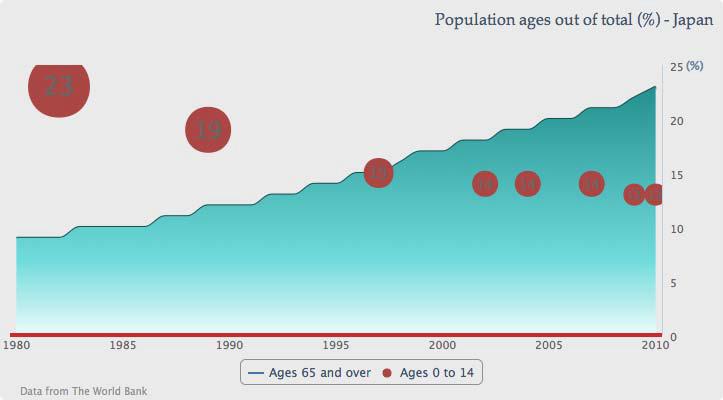 Population ages out of total (%) - Japan
25 (%)
23
20
19
15
15
10
5
0
1980 1985 1990 1995 2000 2005 2010
Ages 65 and over Ages 0 to 14
Data from The World Bank